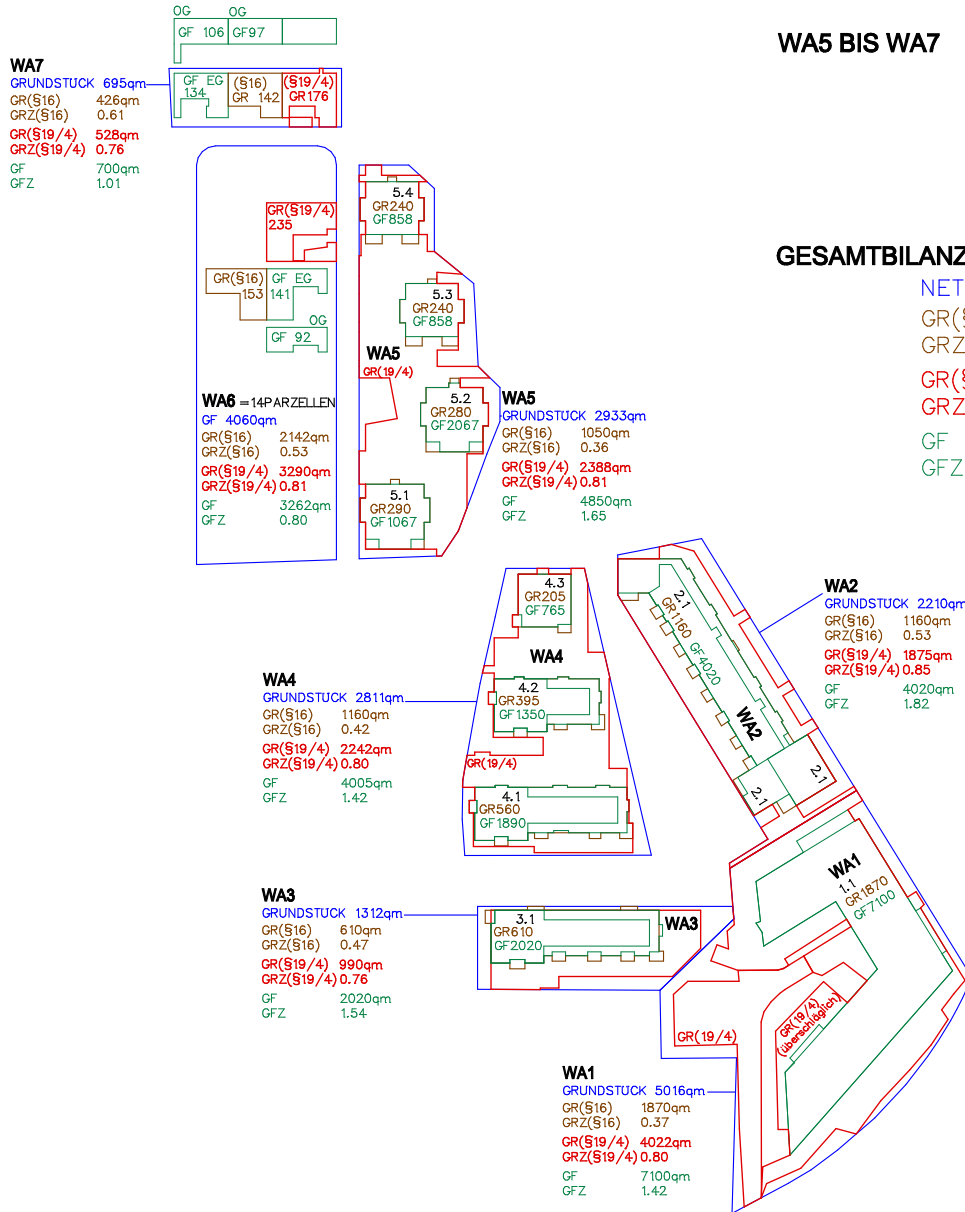 WA5 BIS WA7
OG
OG
GF 106
GF97
WA7
GRUNDSTÜCK 695qm
GR(§16) 426qm
GRZ(§16) 0.61
GR(§19/4) 528qm
GRZ(§19/4) 0.76
GF 700qm
GFZ 1.01
GF EG
134
(§16)
GR 142
(§19/4)
GR176
GR(§19/4)
235
GR(§16)
153
GF EG
141
OG
GF 92
WA6 =14PARZELLEN
GF 4060qm
GR(§16) 2142qm
GRZ(§16) 0.53
GR(§19/4) 3290qm
GRZ(§19/4) 0.81
GF 3262qm
GFZ 0.80
5.4
GR240
GF858
5.3
GR240
GF858
WA5
GR(19/4)
5.2
GR280
GF2067
5.1
GR290
GF1067
WA5
GRUNDSTÜCK 2933qm
GR(§16) 1050qm
GRZ(§16) 0.36
GR(§19/4) 2388qm
GRZ(§19/4) 0.81
GF 4850qm
GFZ 1.65
GESAMTBILANZ
NET
GR(§
GRZ
GR(§
GRZ
GF
GFZ
4.3
GR205
GF765
WA4
4.2
GR395
GF1350
GR(19/4)
4.1
GR560
GF1890
WA4
GRUNDSTÜCK 2811qm
GR(§16) 1160qm
GRZ(§16) 0.42
GR(§19/4) 2242qm
GRZ(§19/4) 0.80
GF 4005qm
GFZ 1.42
2.1
GR1160
GF4020
WA2
2.1
2.1
WA2
GRUNDSTÜCK 2210qm
GR(§16) 1160qm
GRZ(§16) 0.53
GR(§19/4) 1875qm
GRZ(§19/4) 0.85
GF 4020qm
GFZ 1.82
WA3
GRUNDSTÜCK 1312qm
GR(§16) 610qm
GRZ(§16) 0.47
GR(§19/4) 990qm
GRZ(§19/4) 0.76
GF 2020qm
GFZ 1.54
3.1
GR610
GF2020
WA3
WA1
1.1
GR1870
GF7100
GR(19/4)
GR(19/4)
(überschläglich)
WA1
GRUNDSTÜCK 5016qm
GR(§16) 1870qm
GRZ(§16) 0.37
GR(§19/4) 4022qm
GRZ(§19/4) 0.80
GF 7100qm
GFZ 1.42